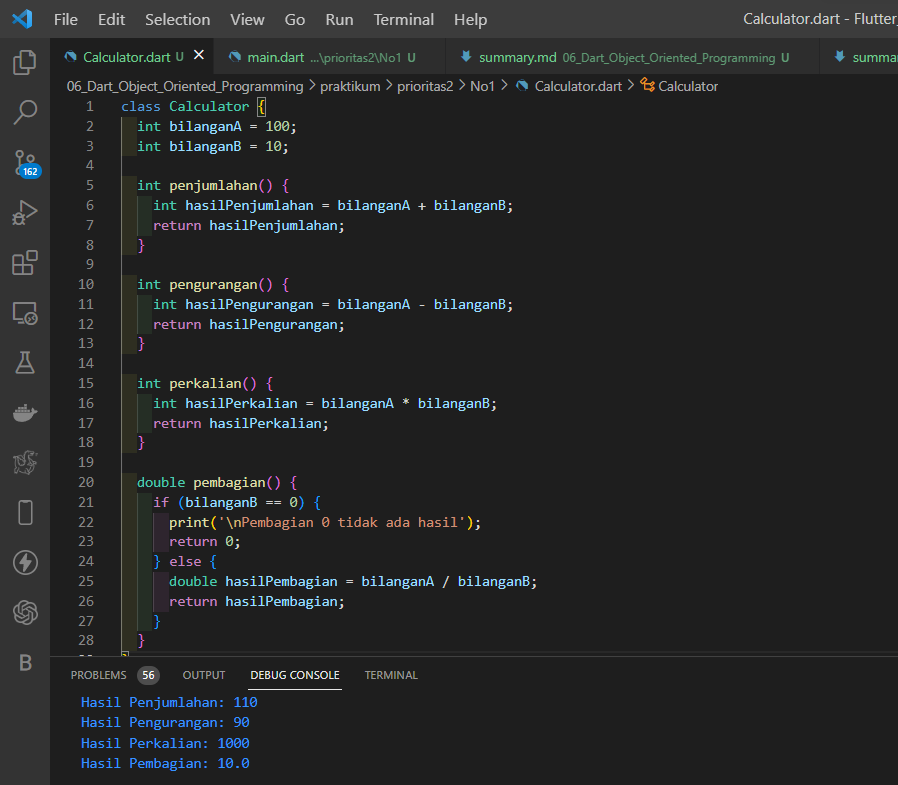 File Edit Selection View Go Run Terminal Help Calculator.dart - Flutter_
Calculator.dart U main.dart ...\prioritas2\No1 U summary.md 06_Dart_Object_Oriented_Programming U summa
06_Dart_Object_Oriented_Programming > praktikum > prioritas2 > No1 > Calculator.dart > Calculator
1 class Calculator {
2 int bilanganA = 100;
3 int bilanganB = 10;
4
5 int penjumlahan() {
6 int hasilPenjumlahan = bilanganA + bilanganB;
7 return hasilPenjumlahan;
8 }
9
10 int pengurangan() {
11 int hasilPengurangan = bilanganA - bilanganB;
12 return hasilPengurangan;
13 }
14
15 int perkalian() {
16 int hasilPerkalian = bilanganA * bilanganB;
17 return hasilPerkalian;
18 }
19
20 double pembagian() {
21 if (bilanganB == 0) {
22 print('\nPembagian 0 tidak ada hasil');
23 return 0;
24 } else {
25 double hasilPembagian = bilanganA / bilanganB;
26 return hasilPembagian;
27 }
28 }
162
B
PROBLEMS 56 OUTPUT DEBUG CONSOLE TERMINAL
Hasil Penjumlahan: 110
Hasil Pengurangan: 90
Hasil Perkalian: 1000
Hasil Pembagian: 10.0